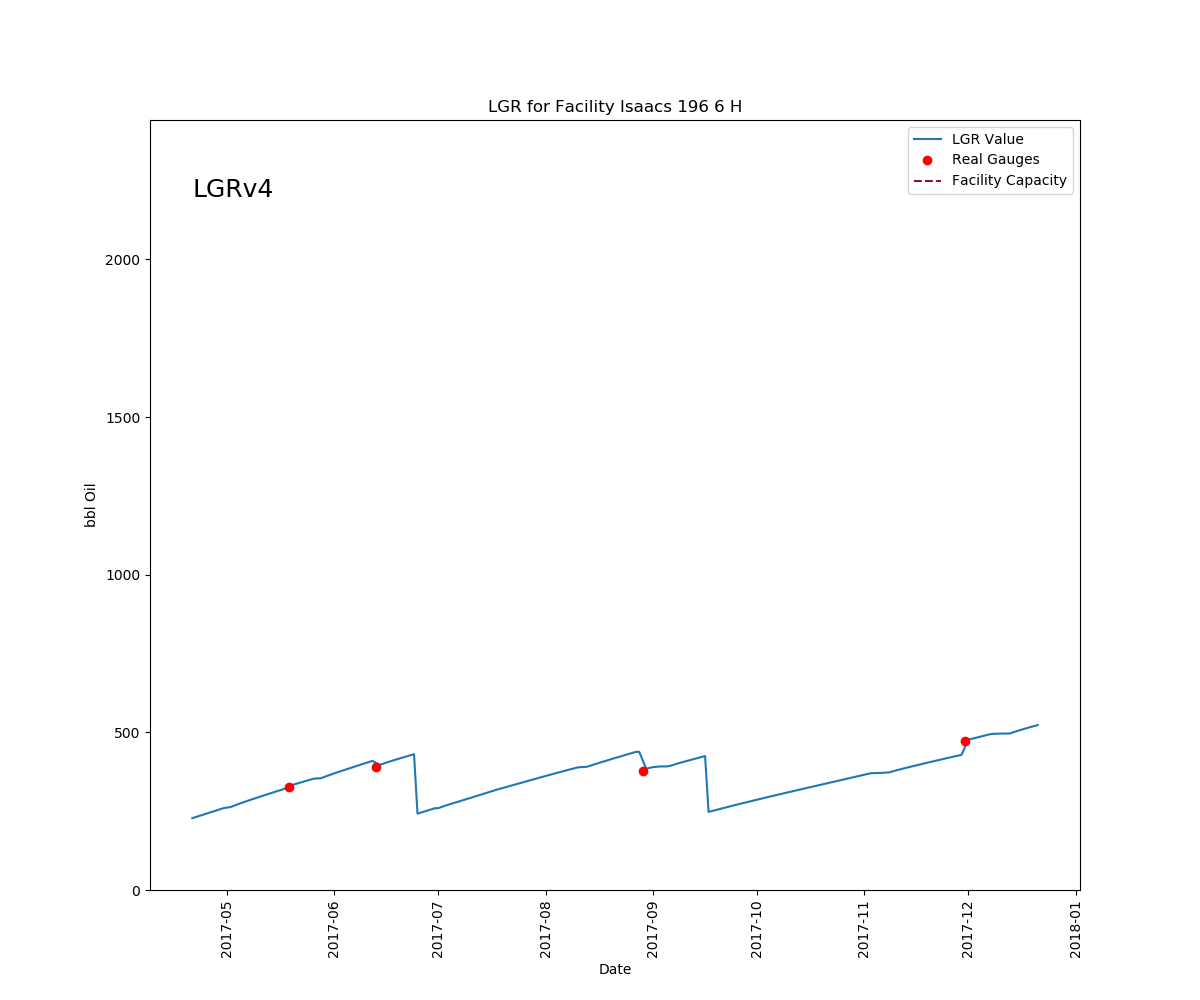 LGR for Facility Isaacs 196 6 H
LGR Value
Real Gauges
Facility Capacity
LGRv4
2000
1500
1000
500
0
bbl Oil
2017-05
2017-06
2017-07
2017-08
2017-09
2017-10
2017-11
2017-12
2018-01
Date